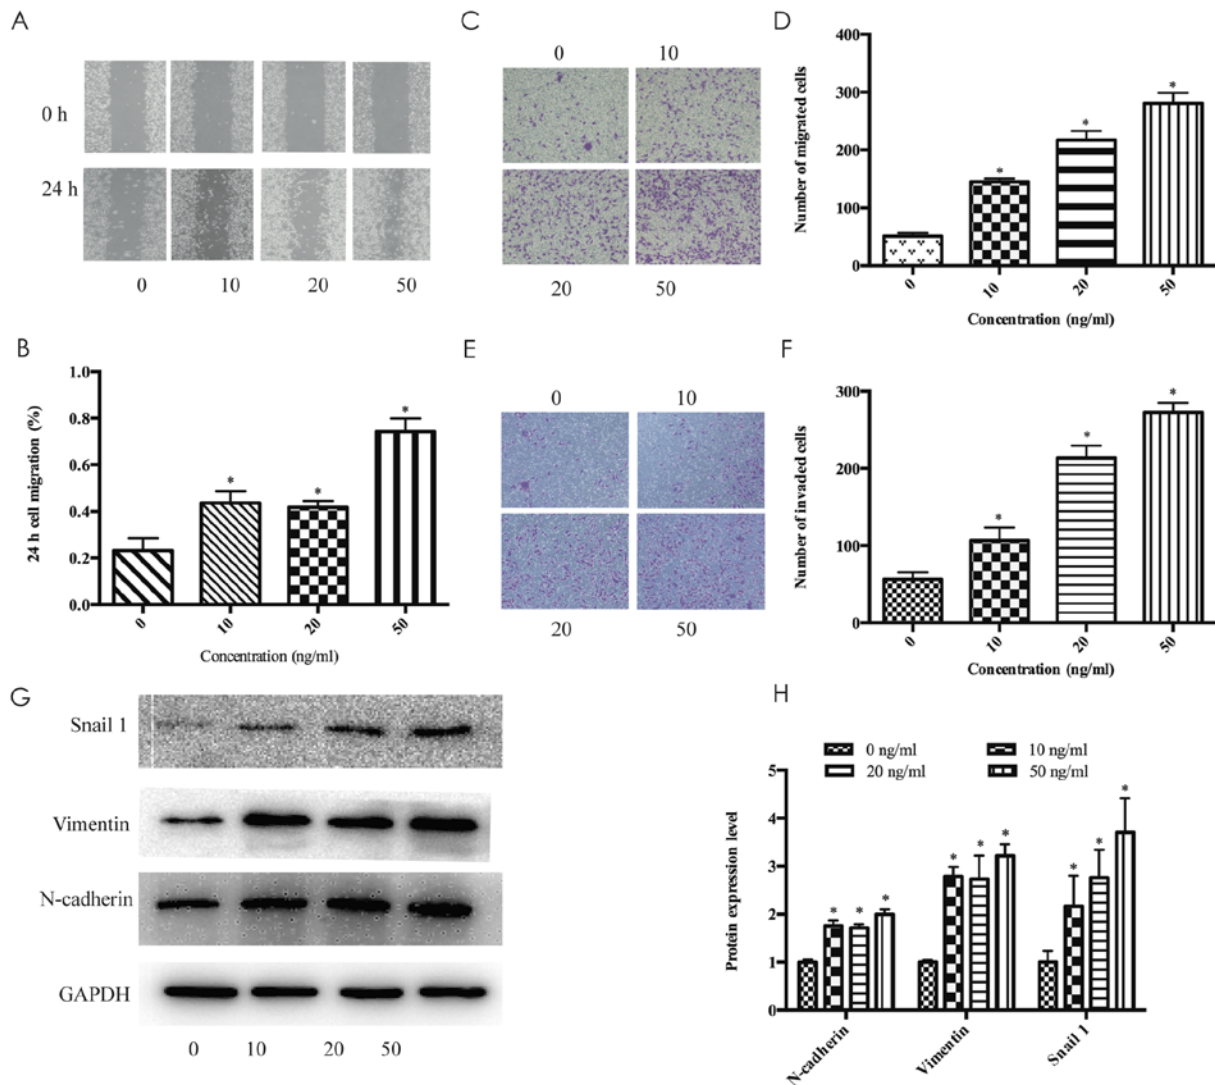 A
0 h
24 h
0 10 20 50
B
24 h cell migration (%)
1.0
0.8
0.6
0.4
0.2
0.0
* * *
0 10 20 50
Concentration (ng/ml)
C
0 10
20 50
D
Number of migrated cells
400
300
200
100
0
* * *
0 10 20 50
Concentration (ng/ml)
E
0 10
20 50
F
Number of invaded cells
300
200
100
0
* * *
0 10 20 50
Concentration (ng/ml)
G
Snail 1
Vimentin
N-cadherin
GAPDH
0 10 20 50
H
0 ng/ml 10 ng/ml
20 ng/ml 50 ng/ml
Protein expression level
5
4
3
2
1
0
* * * * * * * * *
N-cadherin Vimentin Snail 1